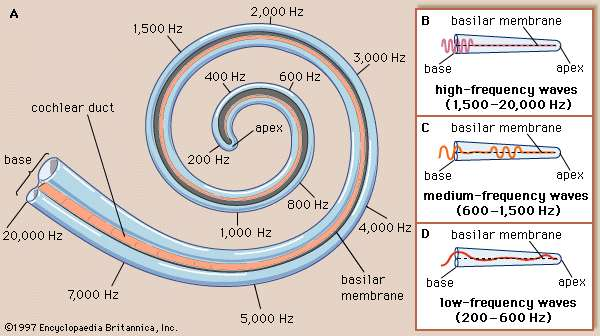 A
2,000 Hz
1,500 Hz
3,000 Hz
400 Hz
600 Hz
cochlear duct
apex
200 Hz
base
800 Hz
1,000 Hz
4,000 Hz
20,000 Hz
basilar
membrane
7,000 Hz
5,000 Hz
©1997 Encyclopaedia Britannica, Inc.
B
basilar membrane
base
apex
high-frequency waves
(1,500–20,000 Hz)
C
basilar membrane
base
apex
medium-frequency waves
(600–1,500 Hz)
D
basilar membrane
base
apex
low-frequency waves
(200–600 Hz)